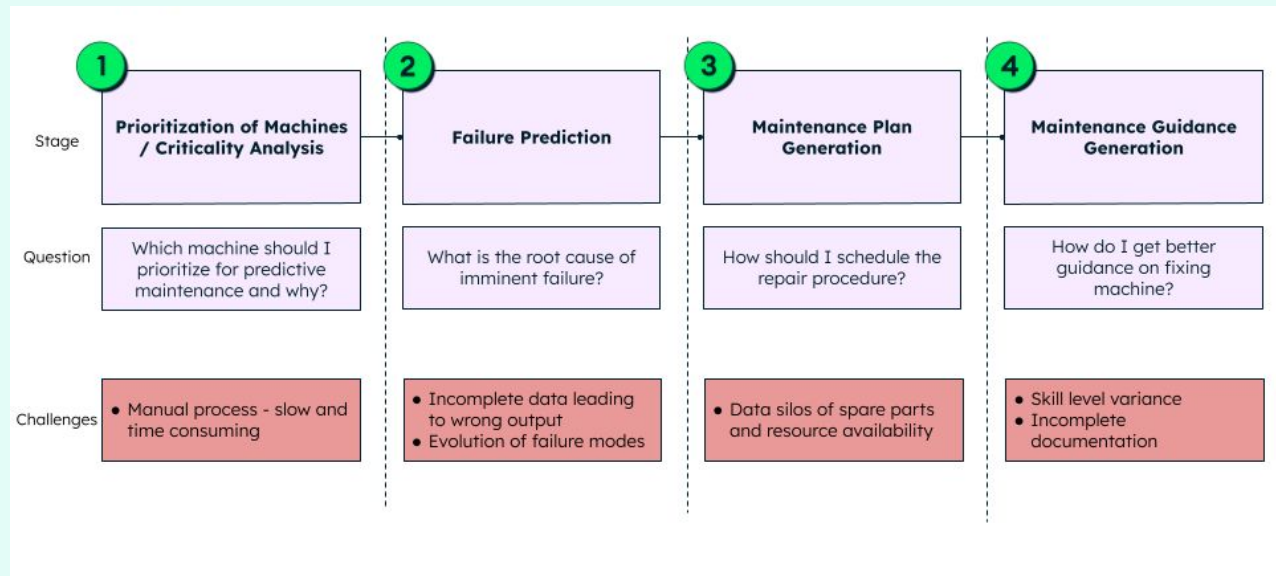 1
2
3
4
Stage
Prioritization of Machines
/ Criticality Analysis
Failure Prediction
Maintenance Plan
Generation
Maintenance Guidance
Generation
Question
Which machine should I
prioritize for predictive
maintenance and why?
What is the root cause of
imminent failure?
How should I schedule the
repair procedure?
How do I get better
guidance on fixing
machine?
Challenges
● Manual process - slow and
time consuming
● Incomplete data leading
to wrong output
● Evolution of failure modes
● Data silos of spare parts
and resource availability
● Skill level variance
● Incomplete
documentation